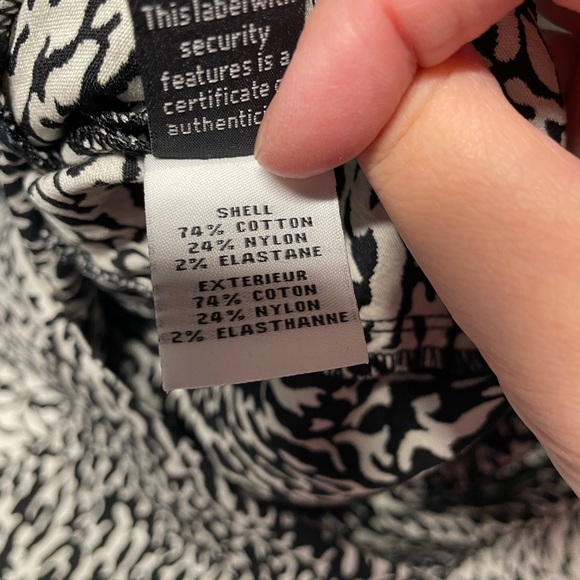 This label with
security
features is a
certificate
authentici
SHELL
74% COTTON
24% NYLON
2% ELASTANE
EXTERIEUR
74% COTON
24% NYLON
2% ELASTHANNE